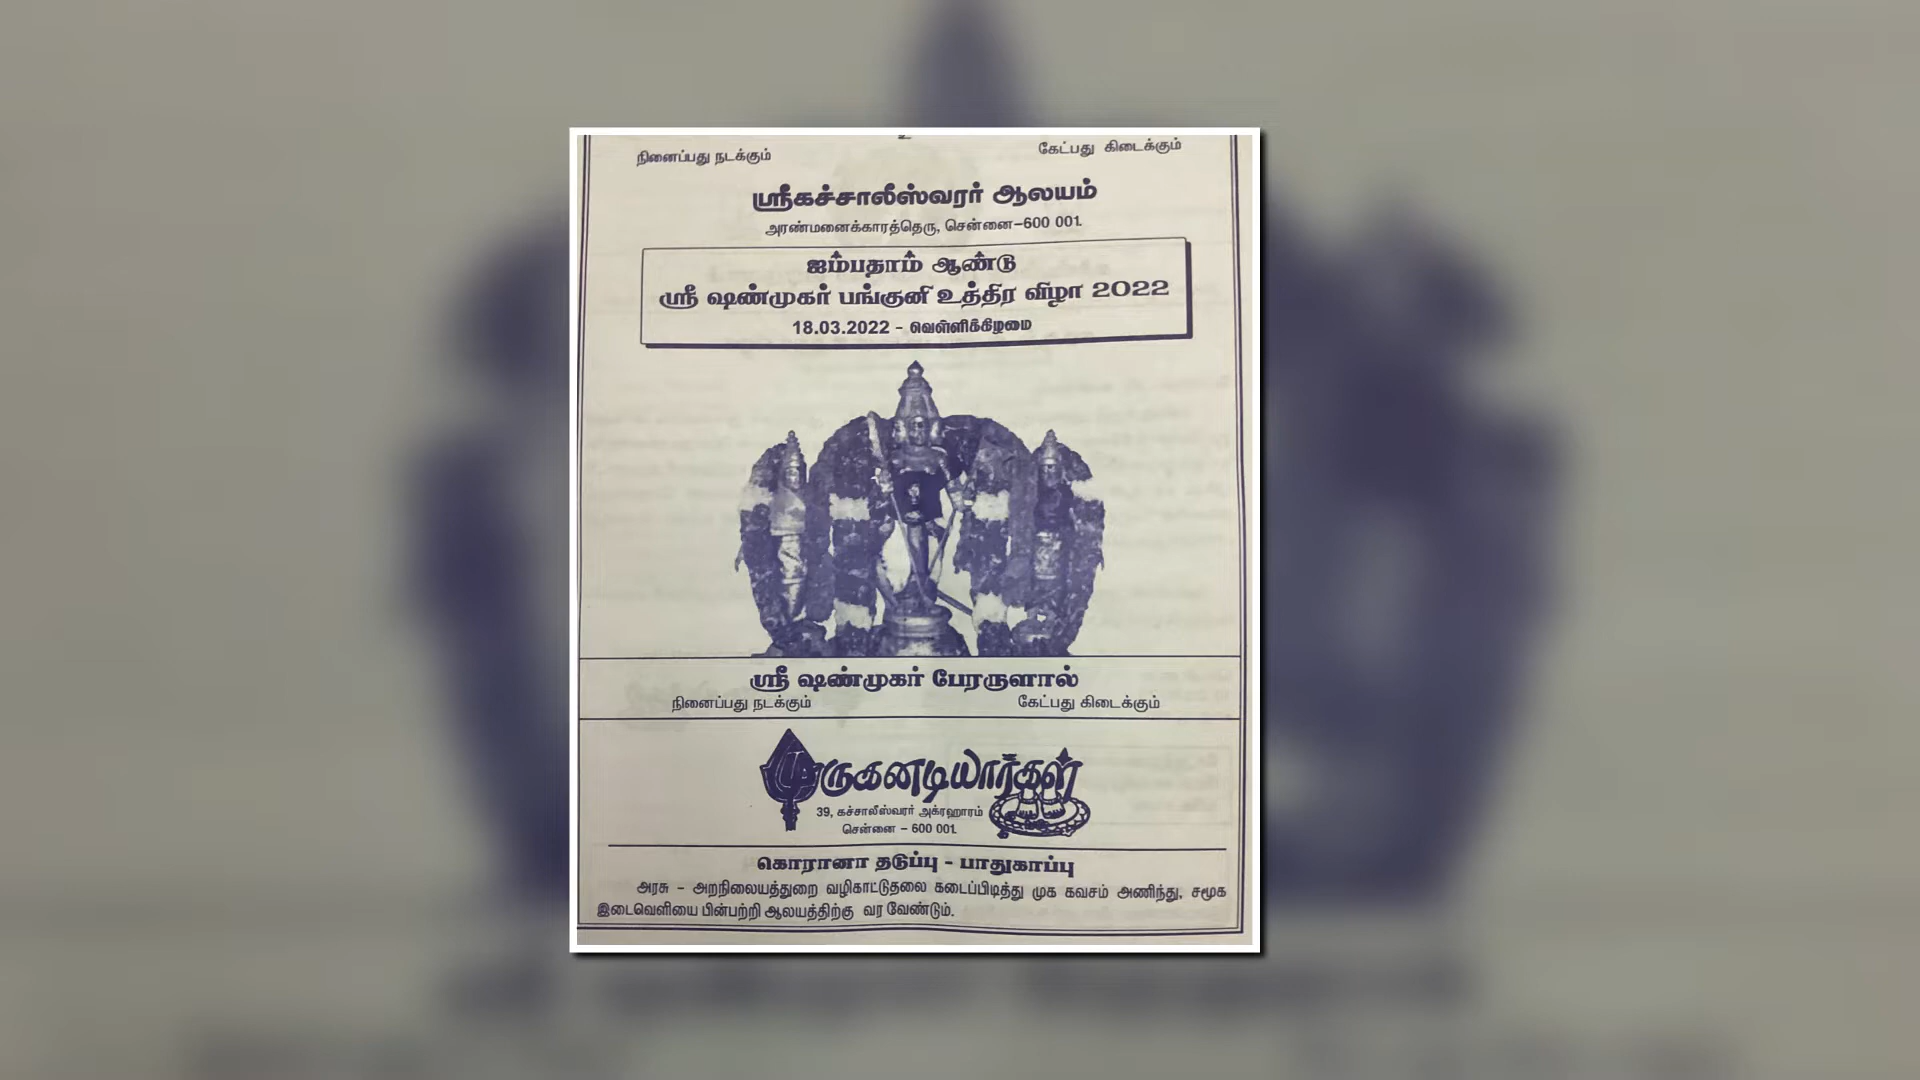 உ
நினைப்பது நடக்கும் கேட்பது கிடைக்கும்
ஸ்ரீகச்சாலீஸ்வரர் ஆலயம்
அரண்மனைக்காரத்தெரு, சென்னை-600 001.
ஐம்பதாம் ஆண்டு
ஸ்ரீ ஷண்முகர் பங்குனி உத்திர விழா 2022
18.03.2022 - வெள்ளிக்கிழமை
ஸ்ரீ ஷண்முகர் பேரருளால்
நினைப்பது நடக்கும் கேட்பது கிடைக்கும்
முருகனடியார்கள்
39, கச்சாலீஸ்வரர் அக்ரஹாரம்
சென்னை - 600 001.
கொரானா தடுப்பு - பாதுகாப்பு
அரசு - அறநிலையத்துறை வழிகாட்டுதலை கடைப்பிடித்து முக கவசம் அணிந்து, சமூக
இடைவெளியை பின்பற்றி ஆலயத்திற்கு வர வேண்டும்.